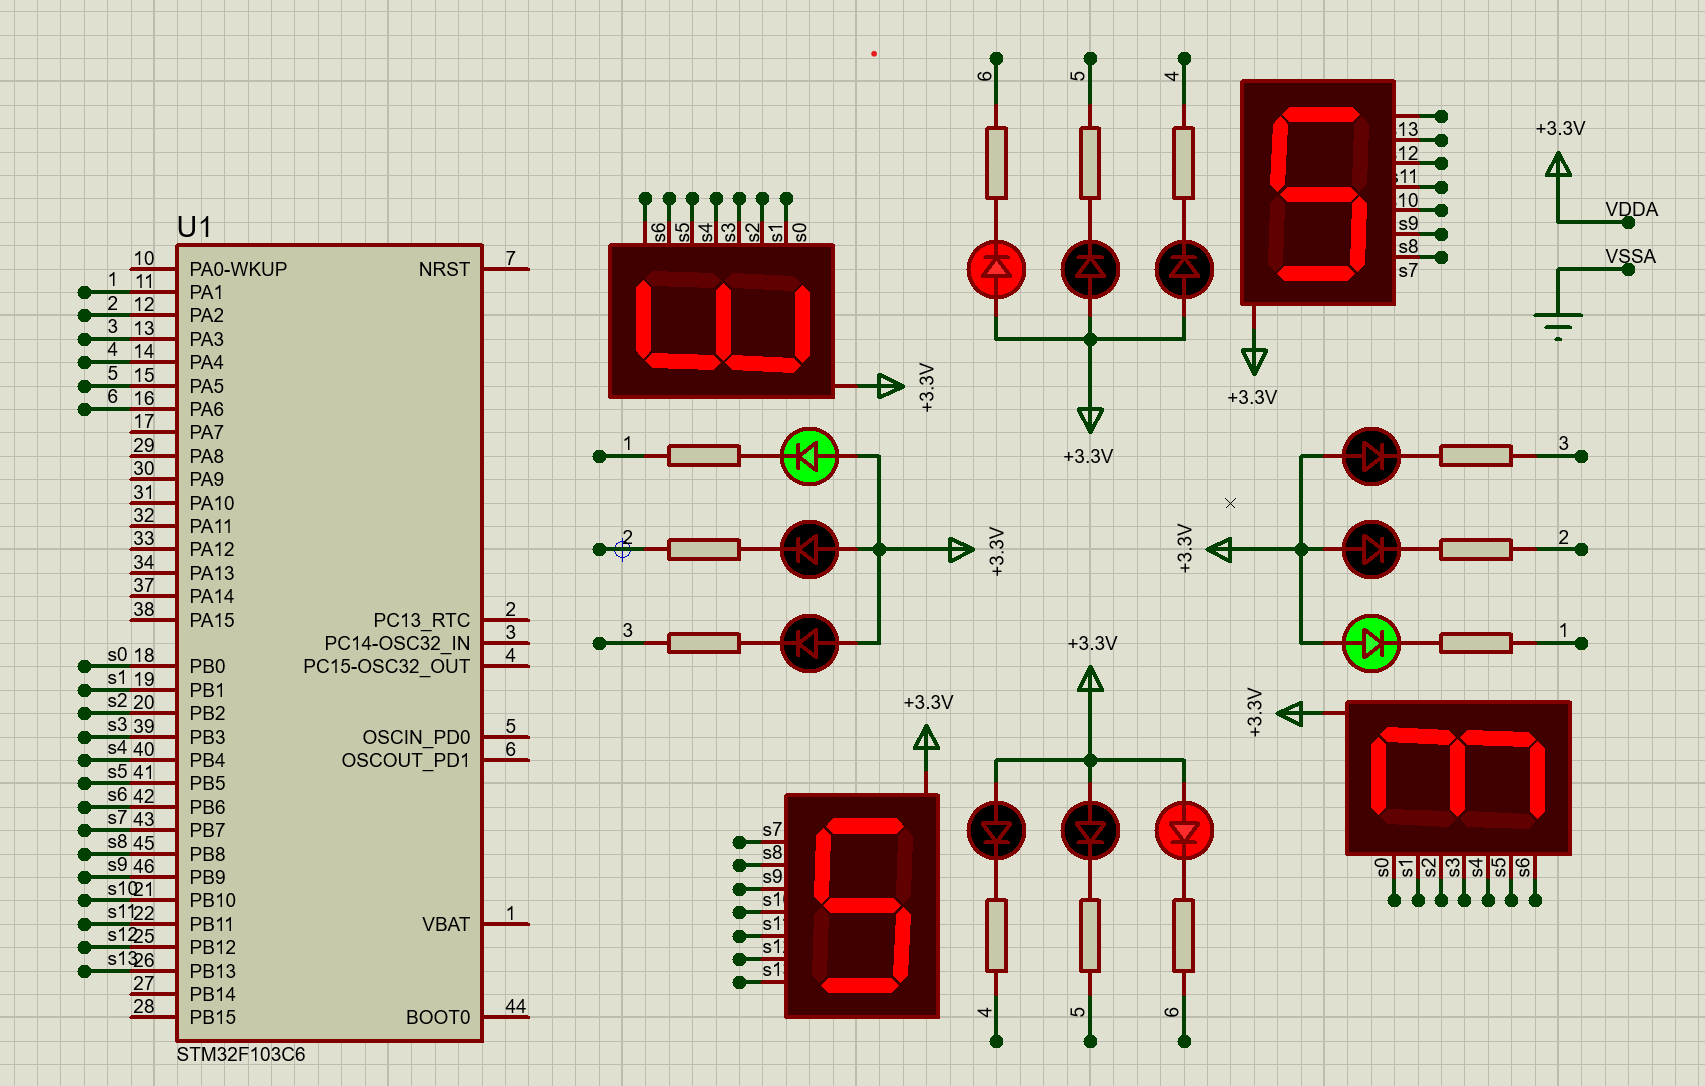 U1
10 PA0-WKUP NRST 7
1 11 PA1
2 12 PA2
3 13 PA3
4 14 PA4
5 15 PA5
6 16 PA6
17 PA7
29 PA8
30 PA9
31 PA10
32 PA11
33 PA12
34 PA13
37 PA14
38 PA15 PC13_RTC 2
PC14-OSC32_IN 3
s0 18 PB0 PC15-OSC32_OUT 4
s1 19 PB1
s2 20 PB2
s3 39 PB3 OSCIN_PD0 5
s4 40 PB4 OSCOUT_PD1 6
s5 41 PB5
s6 42 PB6
s7 43 PB7
s8 45 PB8
s9 46 PB9
s10 21 PB10
s11 22 PB11 VBAT 1
s12 25 PB12
s13 26 PB13
27 PB14
28 PB15 BOOT0 44
STM32F103C6
s6 s5 s4 s3 s2 s1 s0
+3.3V
1
2
3
+3.3V
6 5 4
+3.3V
13
12
s11
10
s9
s8
s7
5
+3.3V
+3.3V
VDDA
VSSA
3
2
1
+3.3V
+3.3V
+3.3V
s7
s8
s9
s1
s1
s1
s1
5
4 5 6
+3.3V
s0 s1 s2 s3 s4 s5 s6